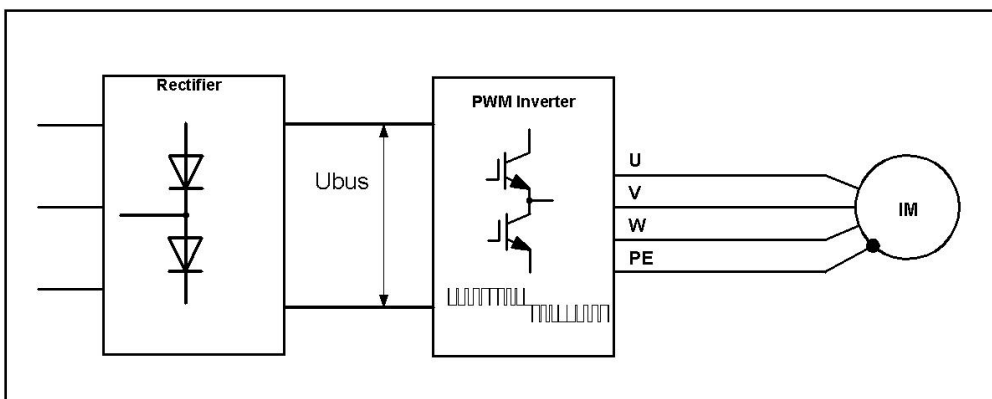 Rectifier
PWM Inverter
Ubus
U
V
W
PE
IM